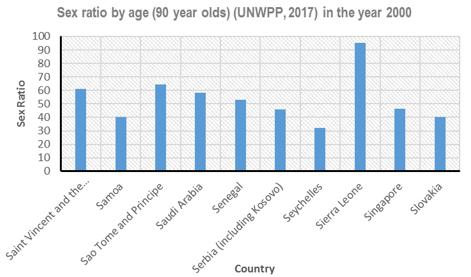 Sex ratio by age (90 year olds) (UNWPP, 2017) in the year 2000
100
90
80
70
60
50
40
30
20
10
0
Sex Ratio
Saint Vincent and the...
Samoa
Sao Tome and Principe
Saudi Arabia
Senegal
Serbia (including Kosovo)
Seychelles
Sierra Leone
Singapore
Slovakia
Country